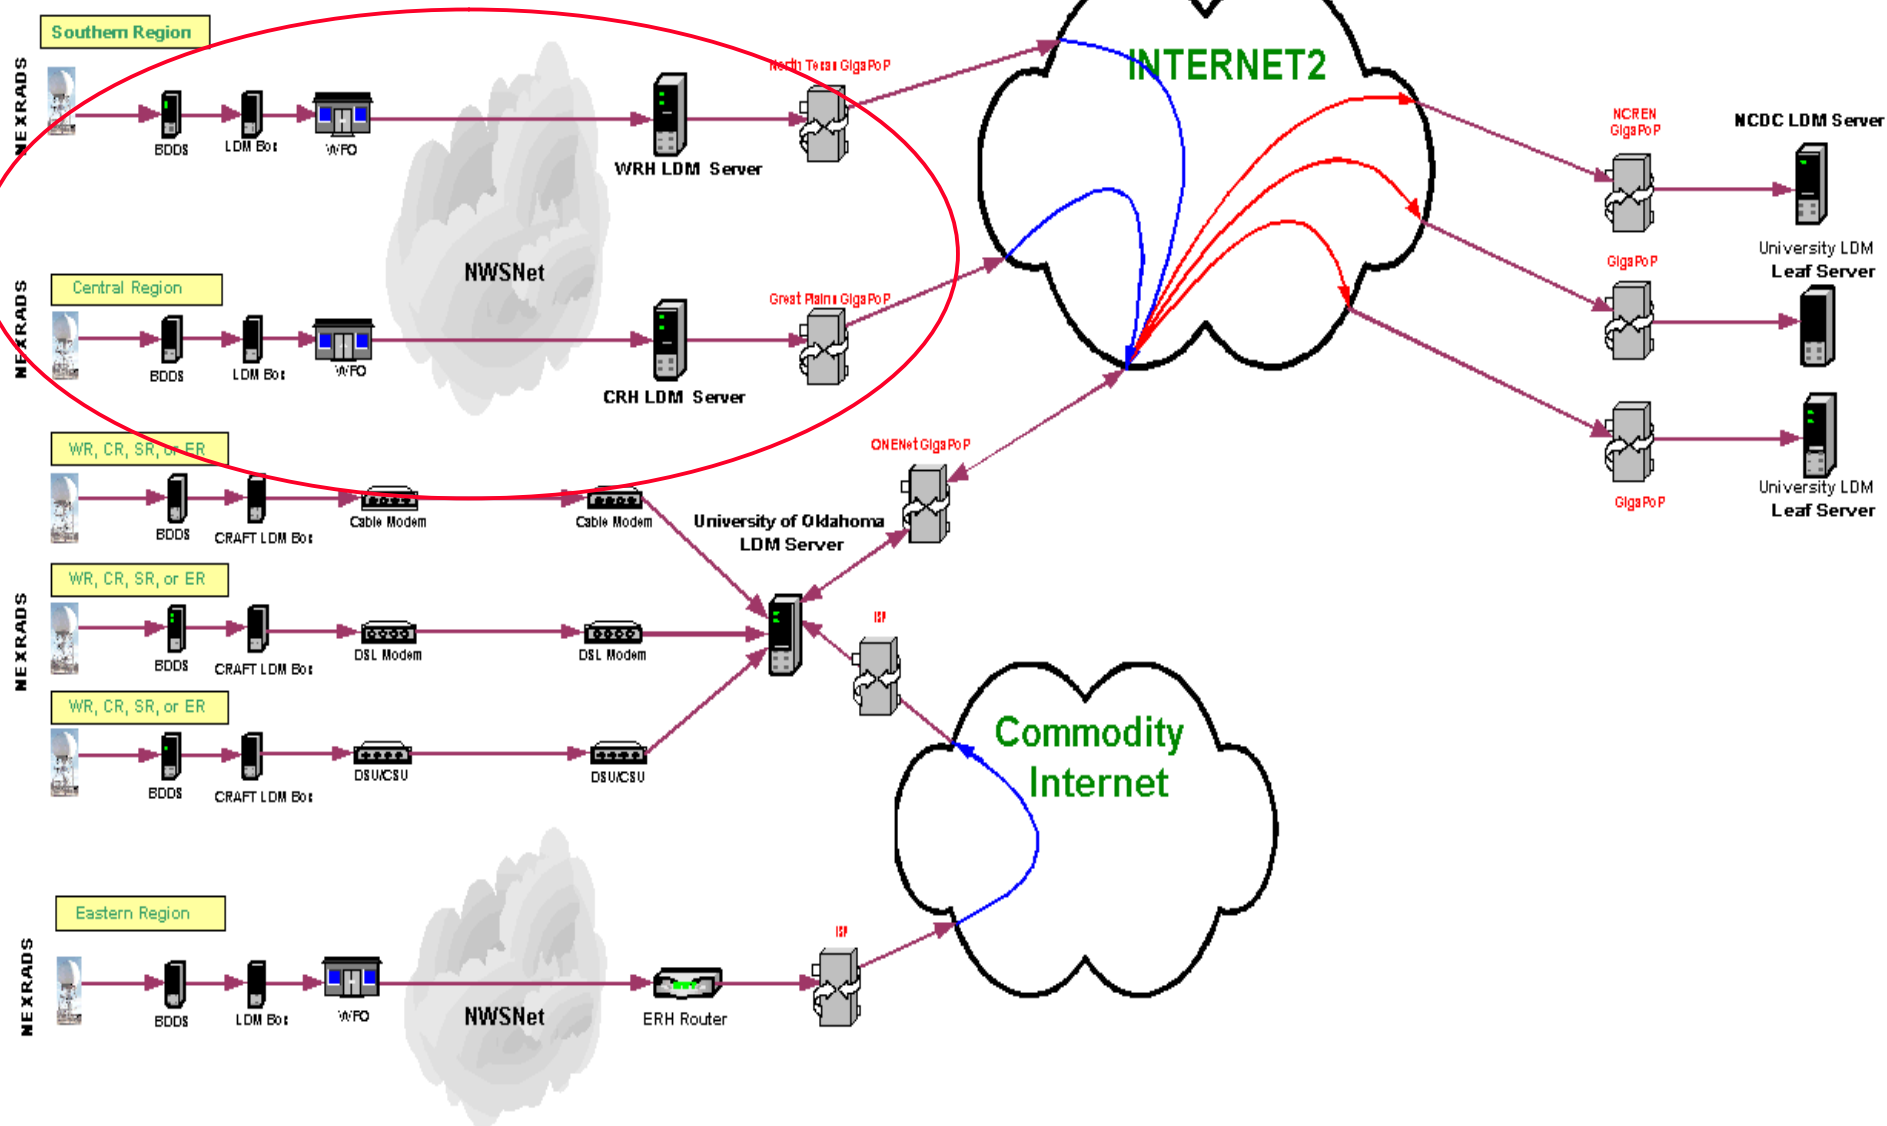 Southern Region
NEXRADS
BDDS
LDM Box
WFO
WRH LDM Server
North Texas GigaPoP
INTERNET2
NCREN
GigaPoP
NCDC LDM Server
NWSNet
Central Region
NEXRADS
BDDS
LDM Box
WFO
CRH LDM Server
Great Plains GigaPoP
GigaPoP
University LDM
Leaf Server
WR, CR, SR, or ER
BDDS
CRAFT LDM Box
Cable Modem
Cable Modem
University of Oklahoma
LDM Server
ONENet GigaPoP
GigaPoP
University LDM
Leaf Server
NEXRADS
WR, CR, SR, or ER
BDDS
CRAFT LDM Box
DSL Modem
DSL Modem
ISP
WR, CR, SR, or ER
BDDS
CRAFT LDM Box
DSU/CSU
DSU/CSU
Commodity
Internet
Eastern Region
NEXRADS
BDDS
LDM Box
WFO
NWSNet
ERH Router
ISP